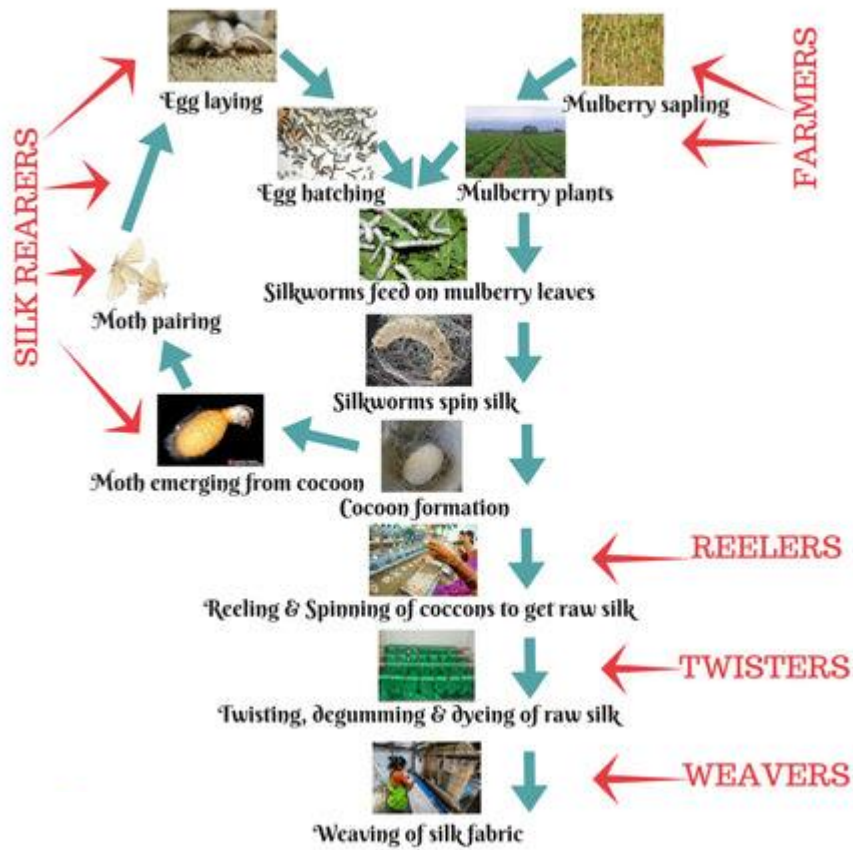 Egg laying
Mulberry sapling
FARMERS
Egg hatching
Mulberry plants
SILK REARERS
Silkworms feed on mulberry leaves
Moth pairing
Silkworms spin silk
Moth emerging from cocoon
Cocoon formation
REELERS
Reeling & Spinning of coccons to get raw silk
TWISTERS
Twisting, degumming & dyeing of raw silk
WEAVERS
Weaving of silk fabric